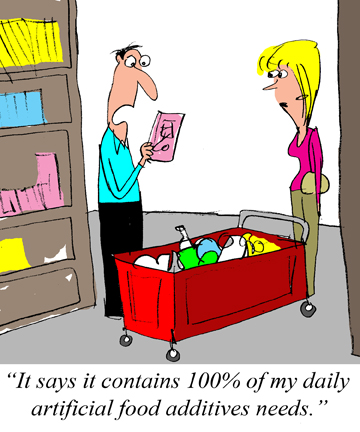 “It says it contains 100% of my daily
artificial food additives needs.”